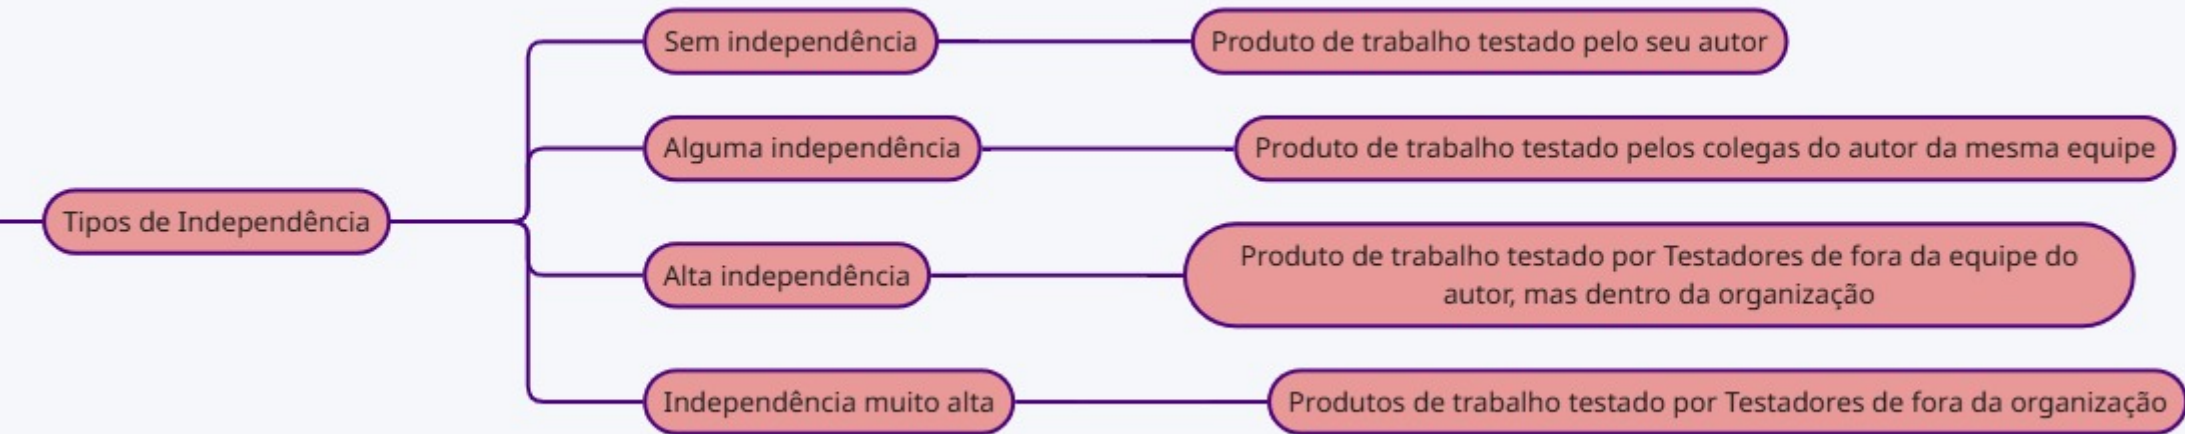 Tipos de Independência
Sem independência
Produto de trabalho testado pelo seu autor
Alguma independência
Produto de trabalho testado pelos colegas do autor da mesma equipe
Alta independência
Produto de trabalho testado por Testadores de fora da equipe do
autor, mas dentro da organização
Independência muito alta
Produtos de trabalho testado por Testadores de fora da organização